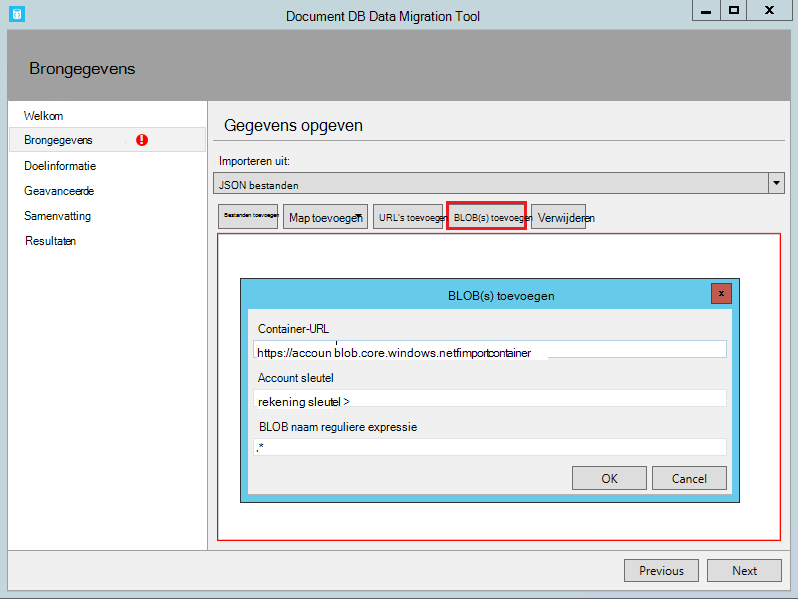 Document DB Data Migration Tool
Brongegevens
Welkom
Brongegevens
Doelinformatie
Geavanceerde
Samenvatting
Resultaten
Gegevens opgeven
Importeren uit:
JSON bestanden
Bestanden toevoegen Map toevoegen URL's toevoegen BLOB(s) toevoegen Verwijderen
BLOB(s) toevoegen
Container-URL
https://accoun blob.core.windows.net/importcontainer
Account sleutel
rekening sleutel >
BLOB naam reguliere expressie
.*
OK Cancel
Previous Next